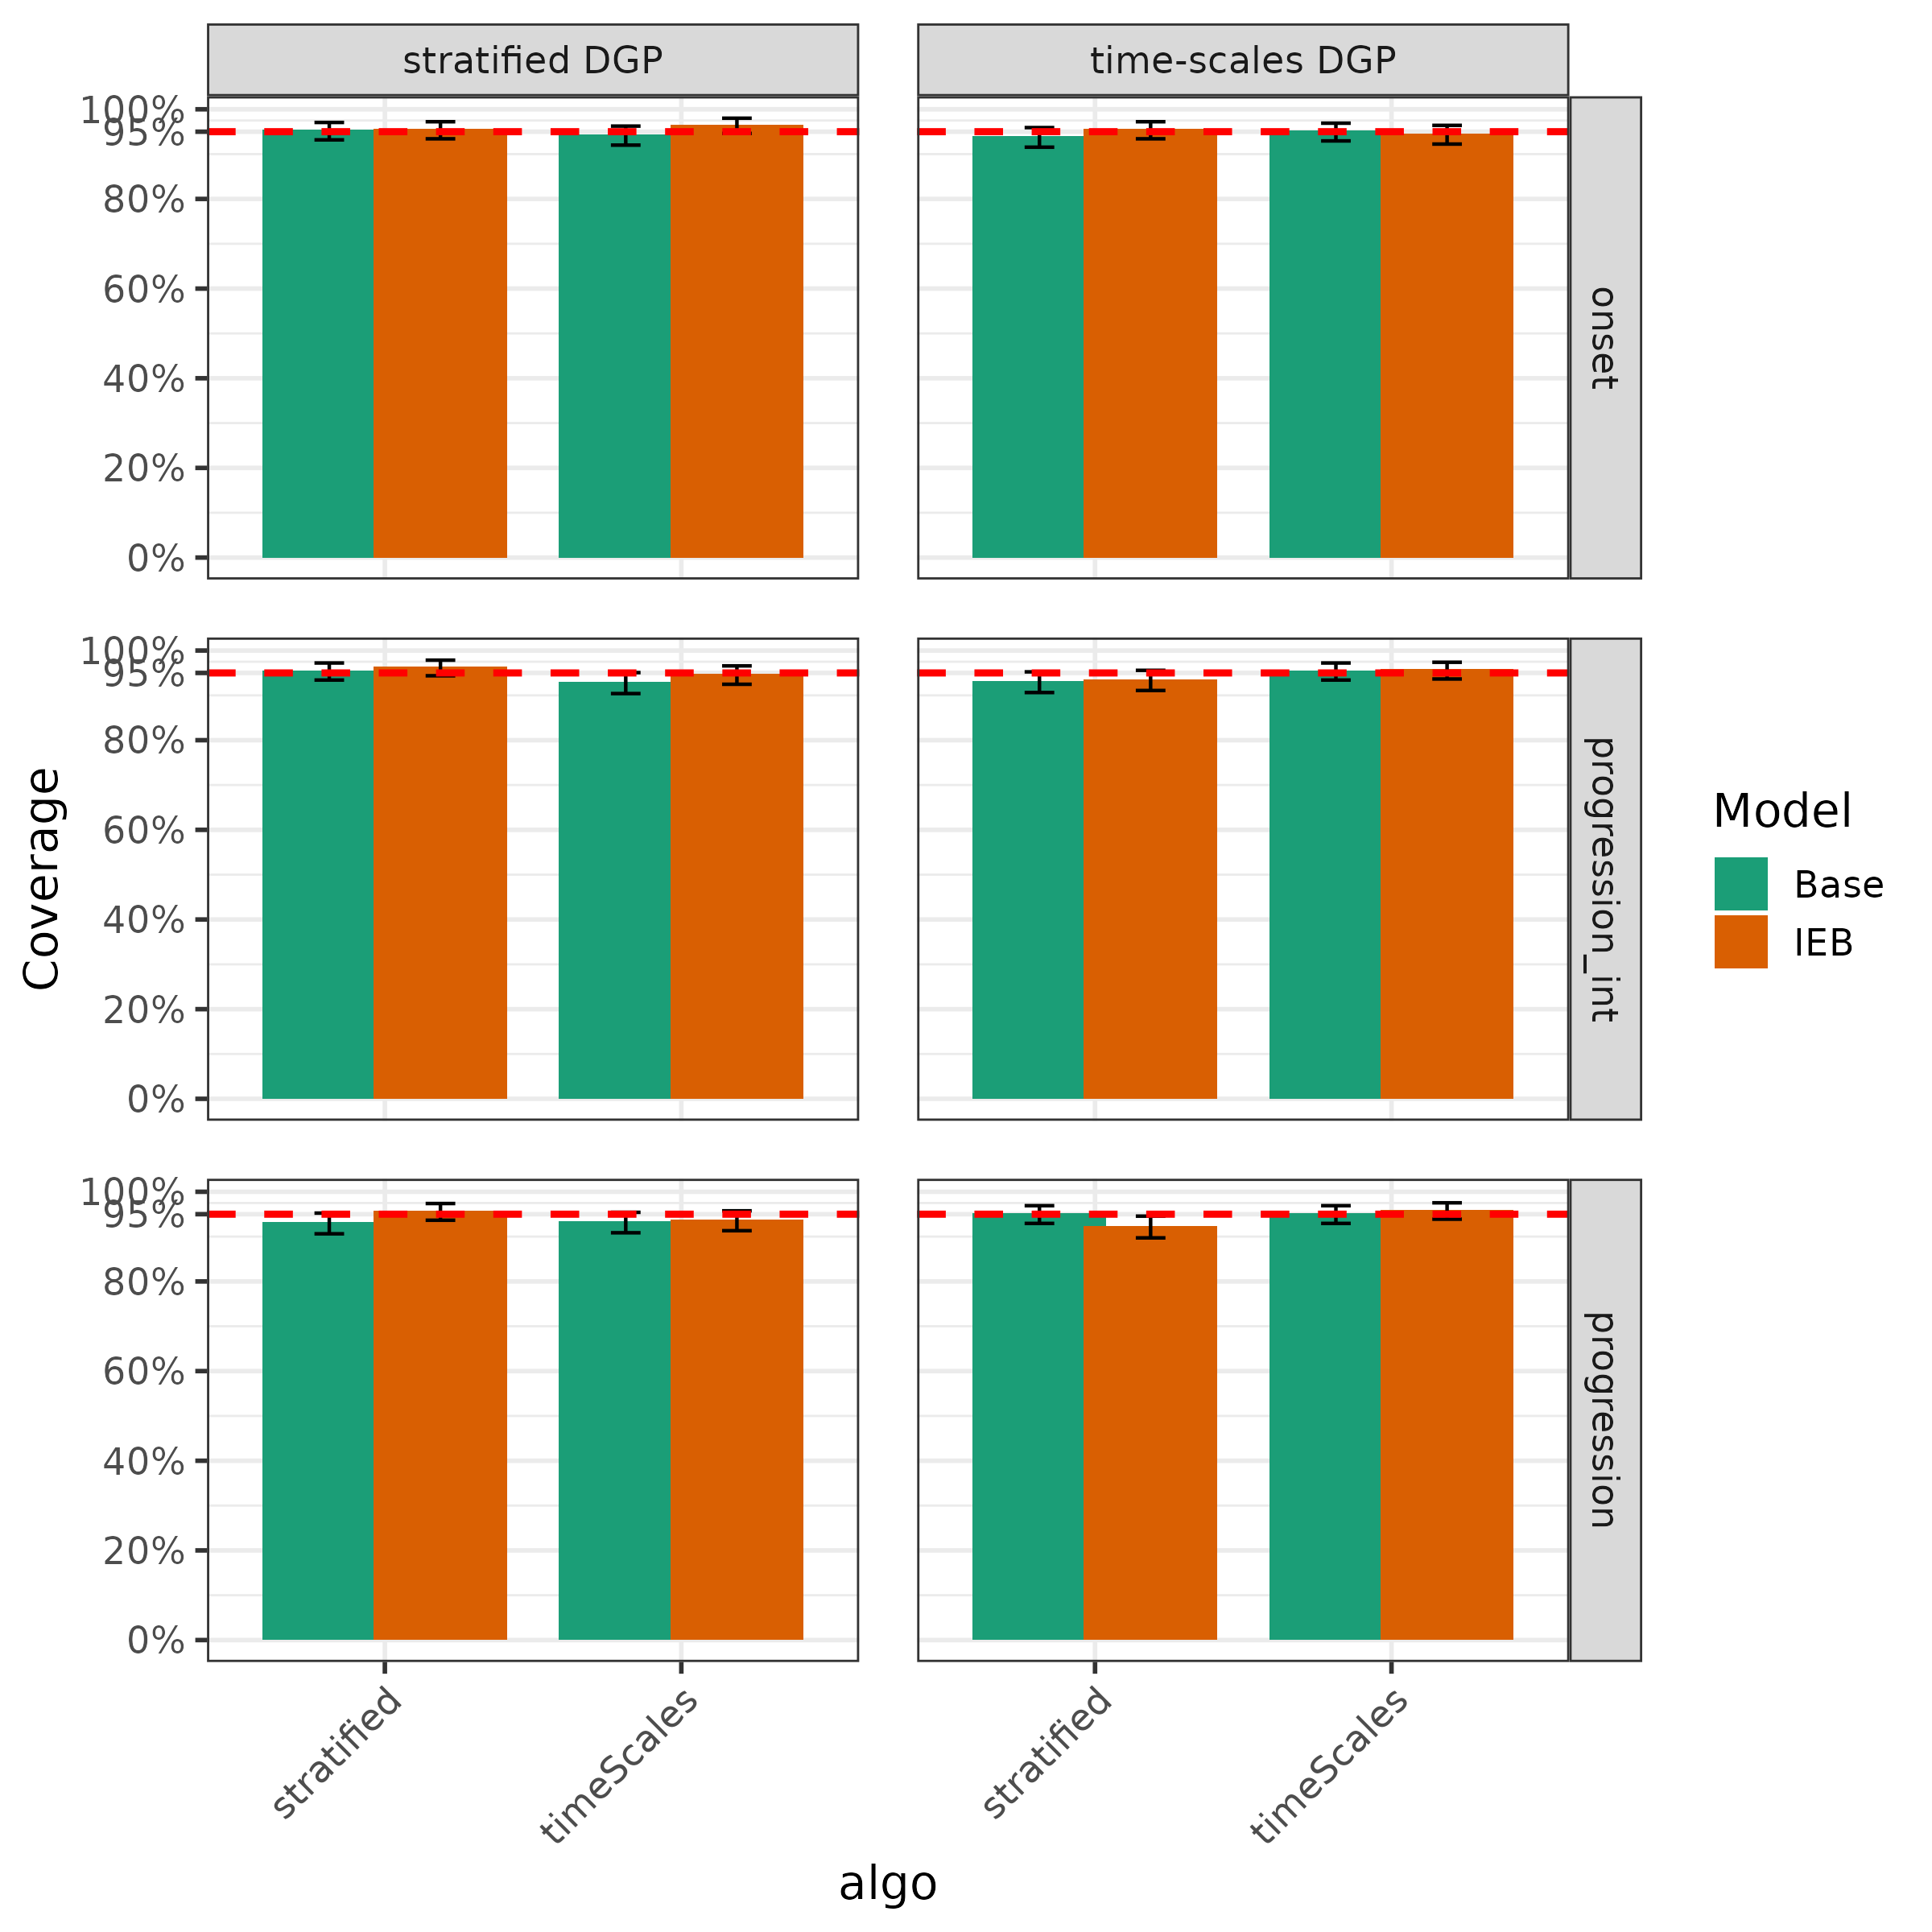 stratified DGP
time-scales DGP
100%
95%
80%
60%
40%
20%
0%
onset
100%
95%
80%
60%
40%
20%
0%
progression_int
100%
95%
80%
60%
40%
20%
0%
progression
Coverage
stratified
timeScales
stratified
timeScales
algo
Model
Base
IEB